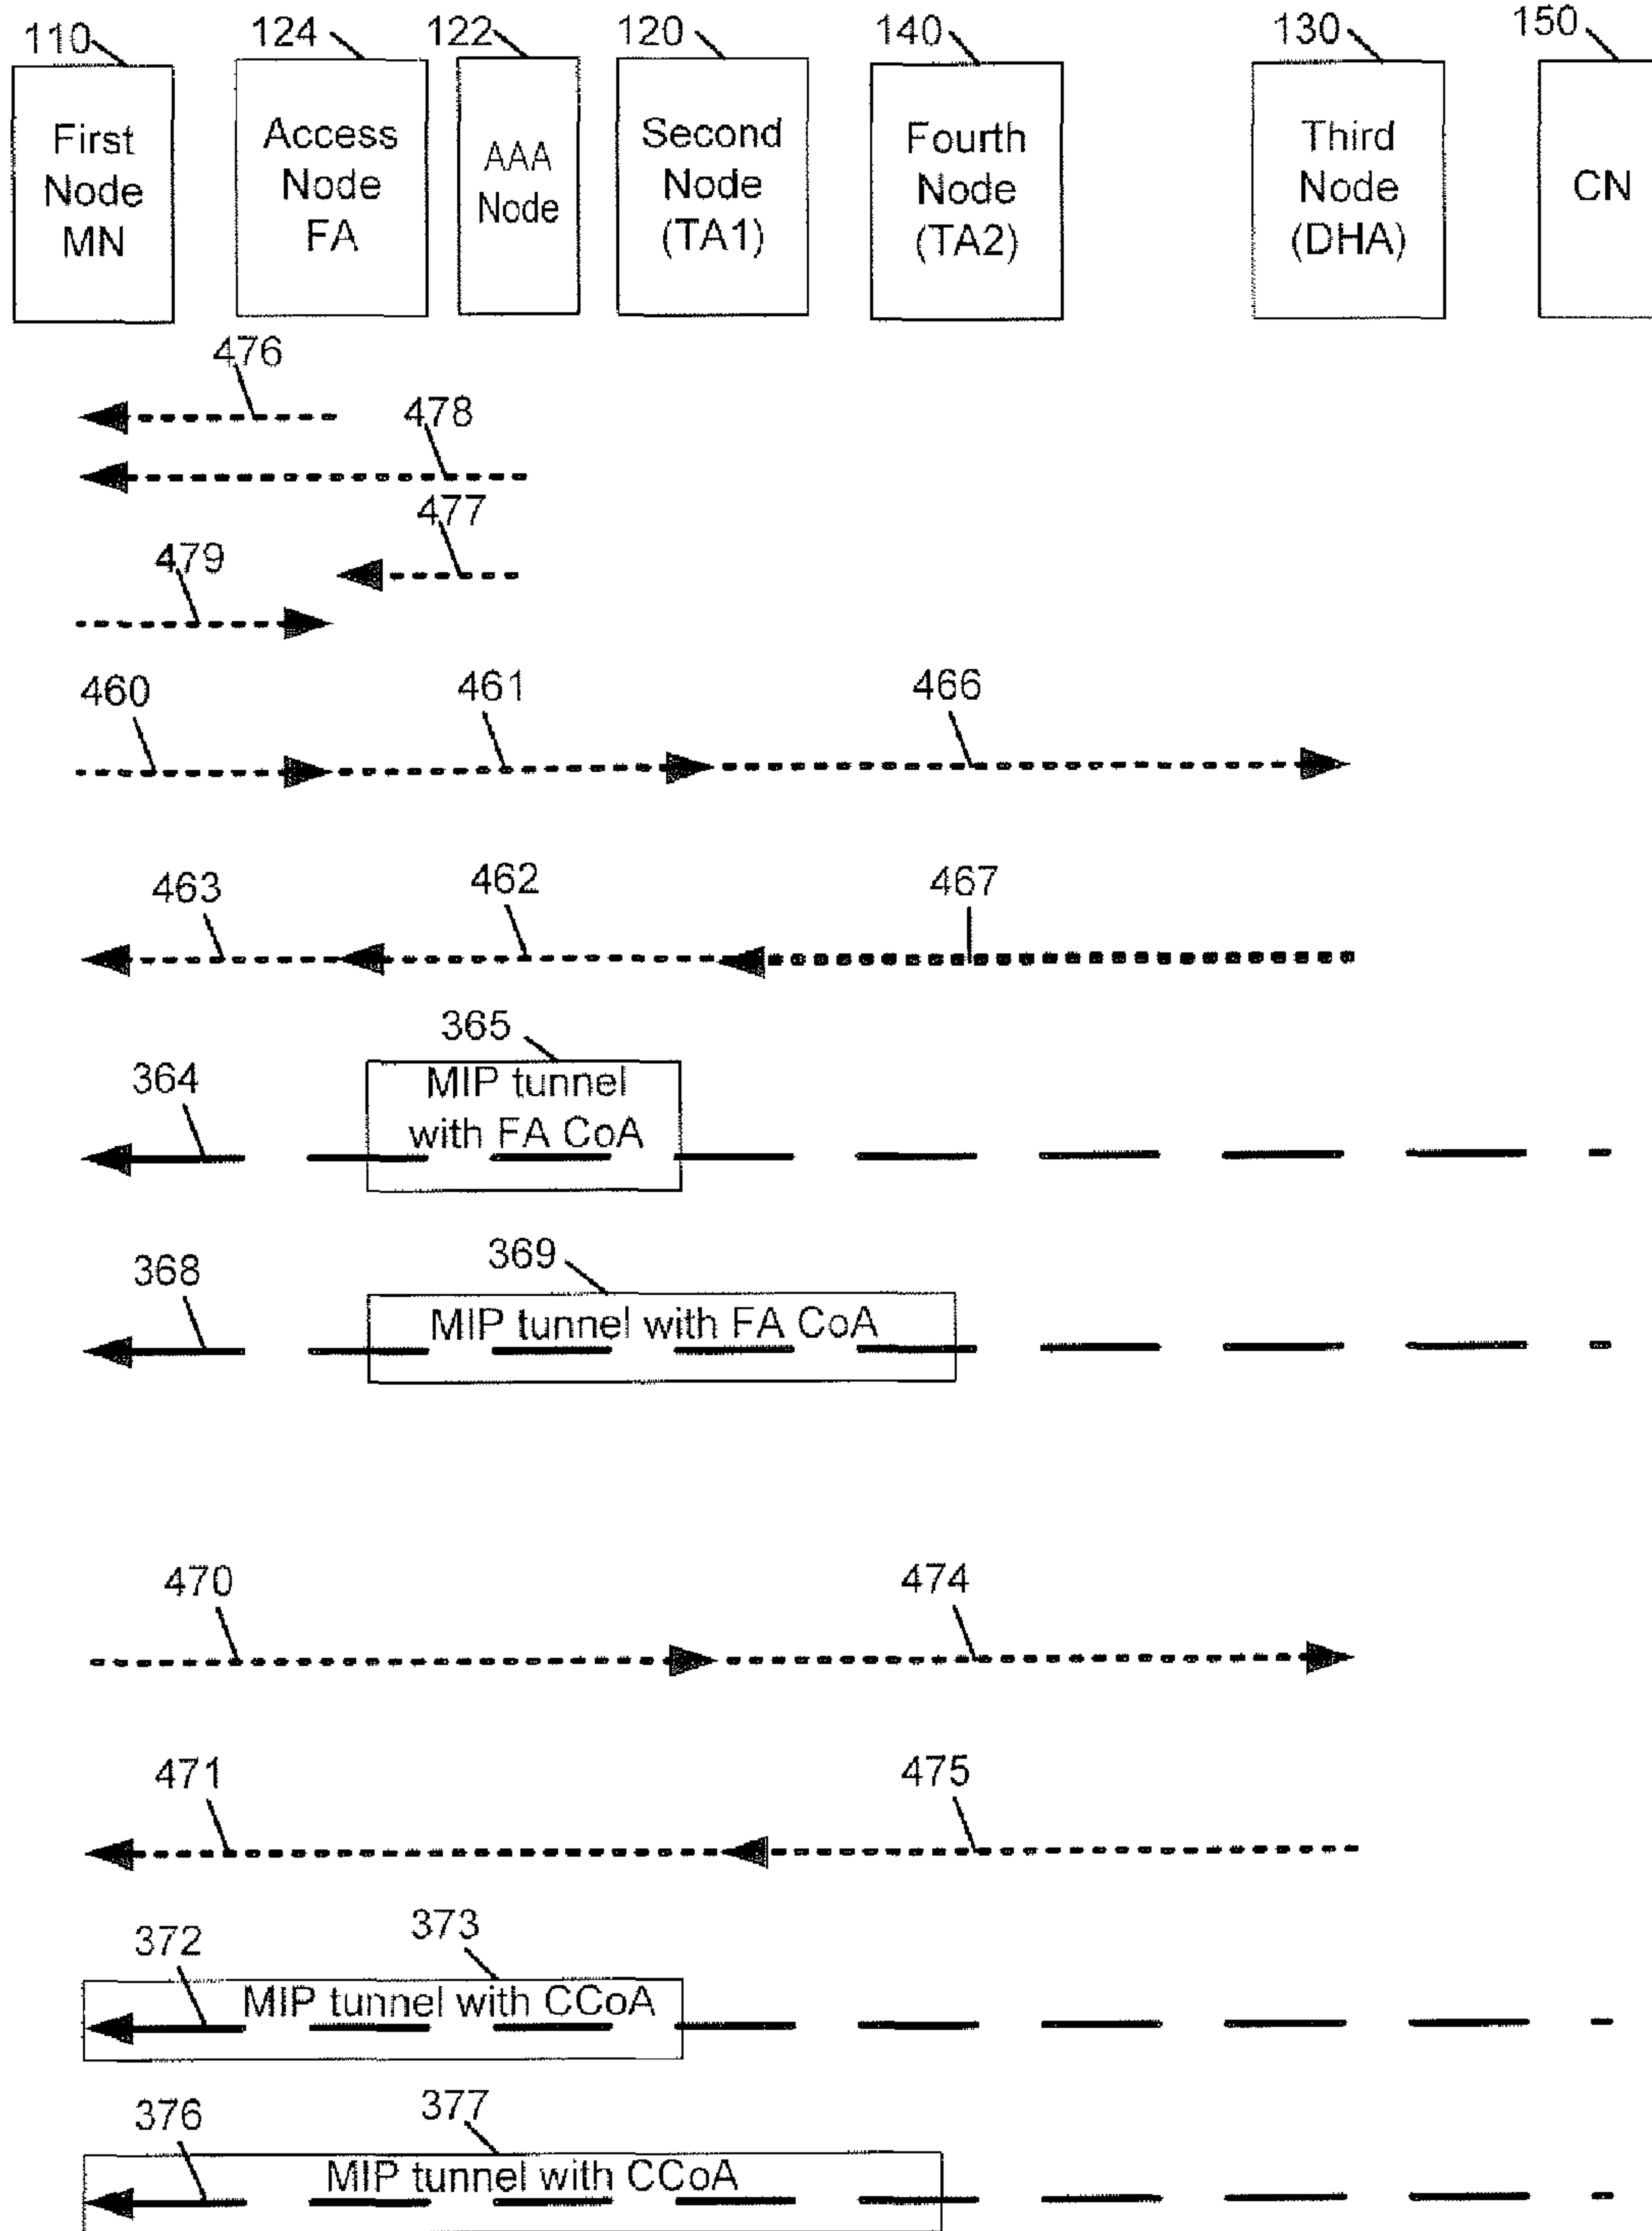 110
124
122
120
140
130
150
First
Node
MN
Access
Node
FA
AAA
Node
Second
Node
(TA1)
Fourth
Node
(TA2)
Third
Node
(DHA)
CN
476
478
477
479
460
461
466
463
462
467
365
MIP tunnel
with FA CoA
364
369
MIP tunnel with FA CoA
368
470
474
471
475
373
372
MIP tunnel with CCoA
377
376
MIP tunnel with CCoA